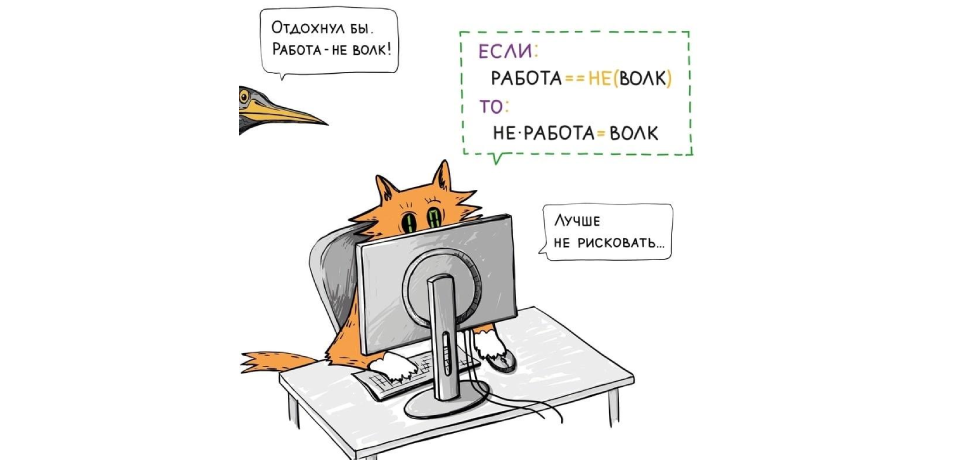 Отдохнул бы.
Работа - не волк!
ЕСЛИ:
РАБОТА==НЕ(ВОЛК)
ТО:
НЕ·РАБОТА=ВОЛК
Лучше
не рисковать...